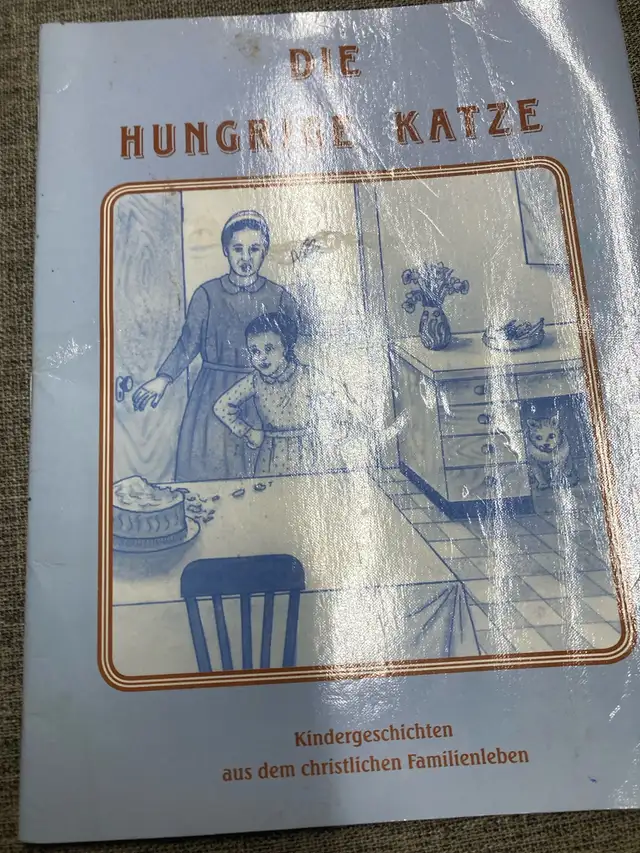 DIE
HUNGRIGE KATZE
Kindergeschichten
aus dem christlichen Familienleben